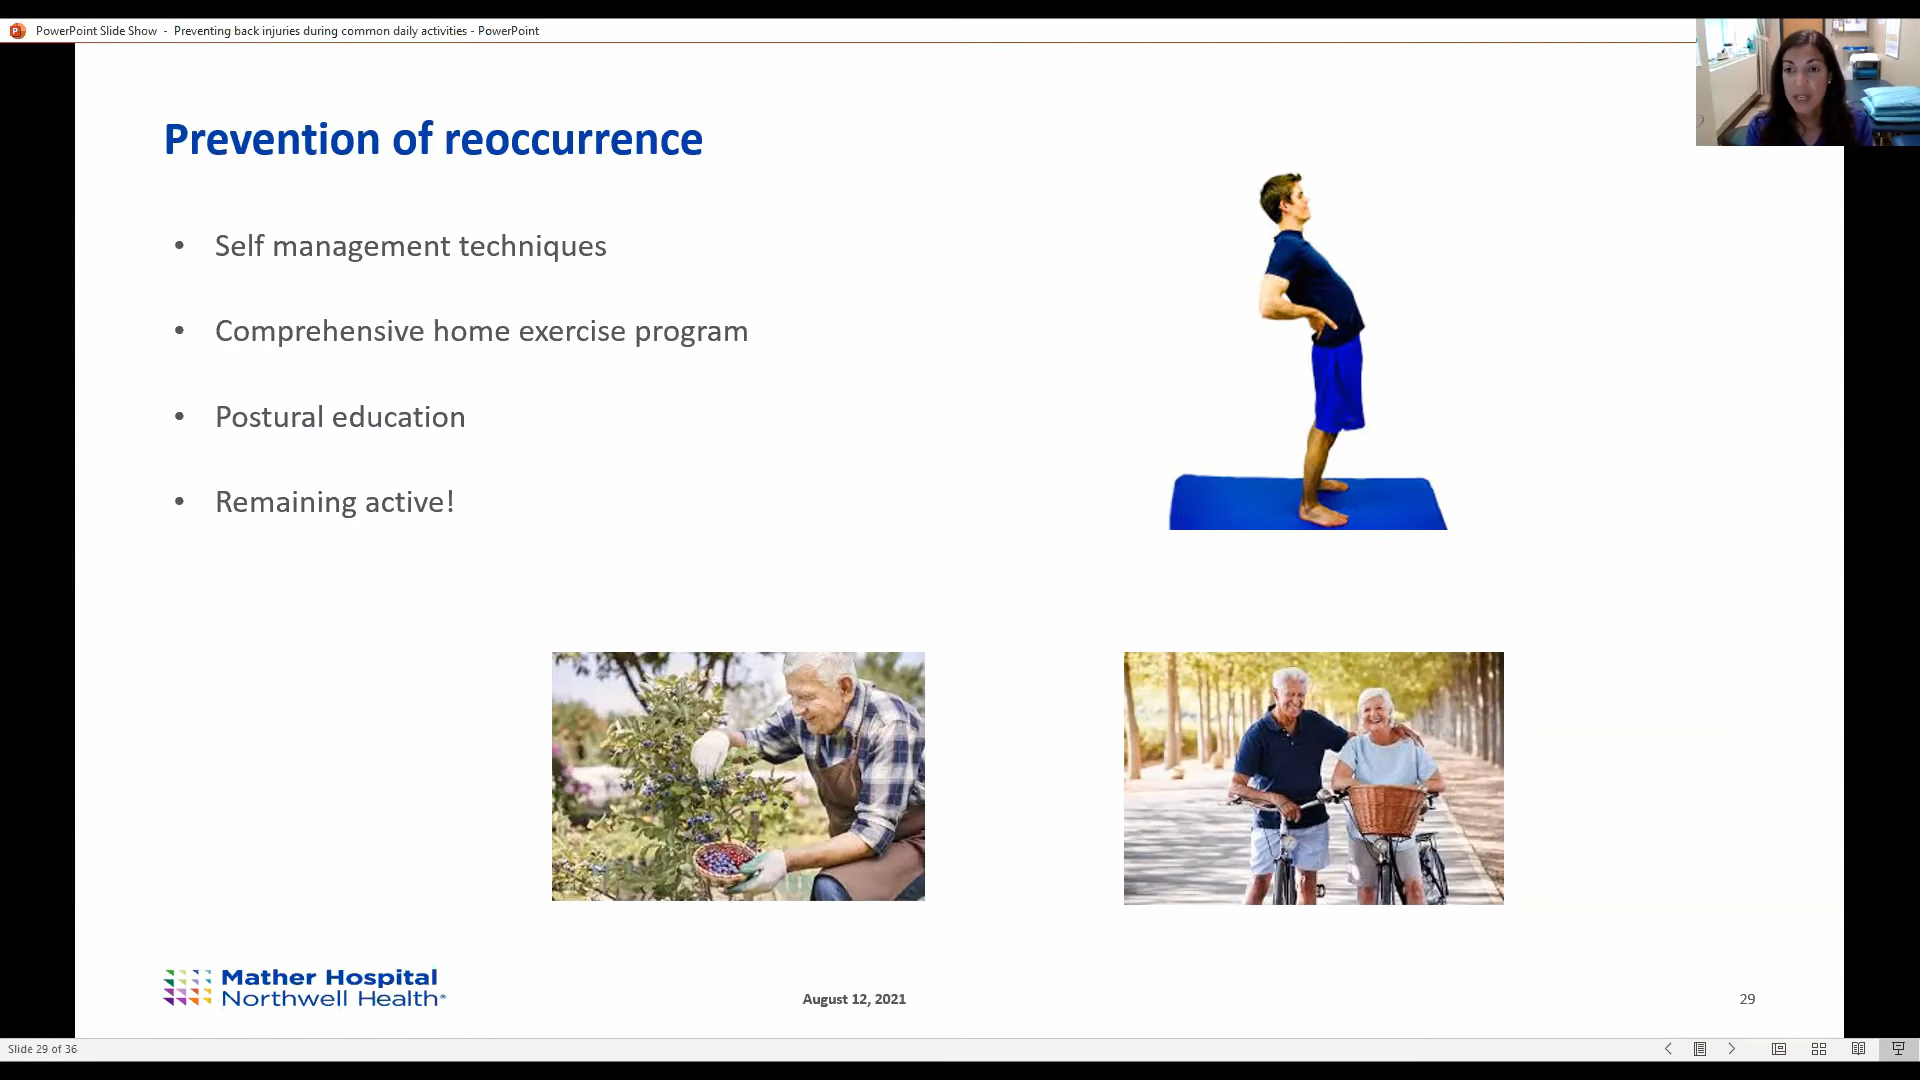 PowerPoint Slide Show - Preventing back injuries during common daily activities - PowerPoint
Prevention of reoccurrence
• Self management techniques
• Comprehensive home exercise program
• Postural education
• Remaining active!
Mather Hospital
Northwell Health®
August 12, 2021
29
Slide 29 of 36